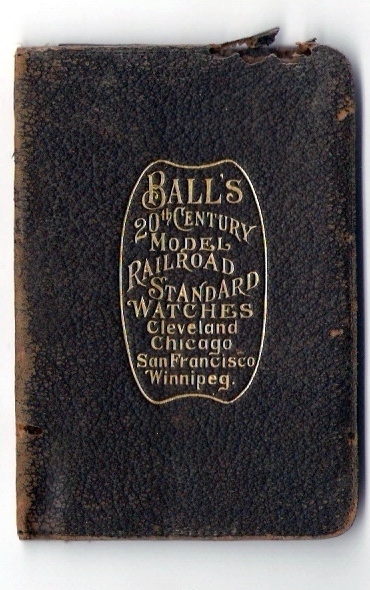 BALL'S
20th CENTURY
MODEL
RAILROAD
STANDARD
WATCHES
Cleveland
Chicago
San Francisco
Winnipeg.